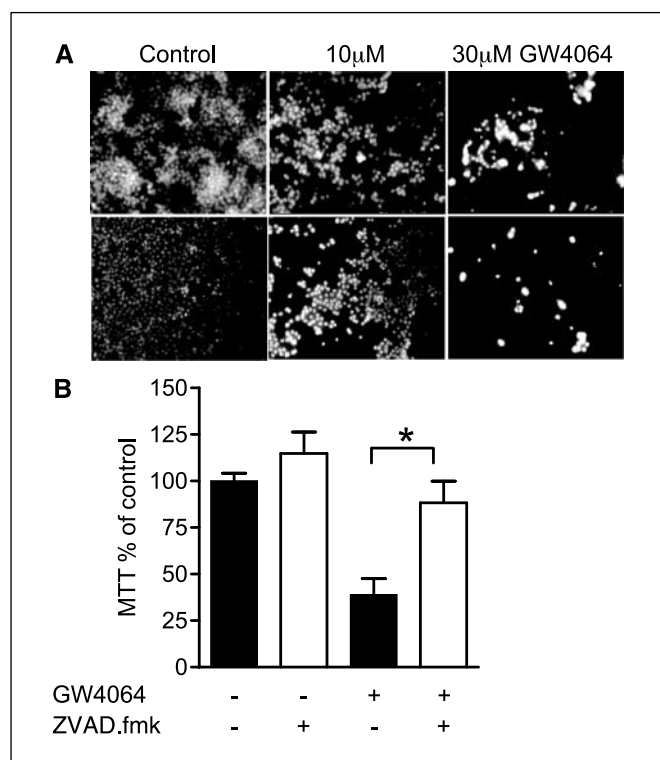 A
Control 10μM 30μM GW4064
B
MTT % of control
150
125
100
75
50
25
0
*
GW4064 - - + +
ZVAD.fmk - + - +